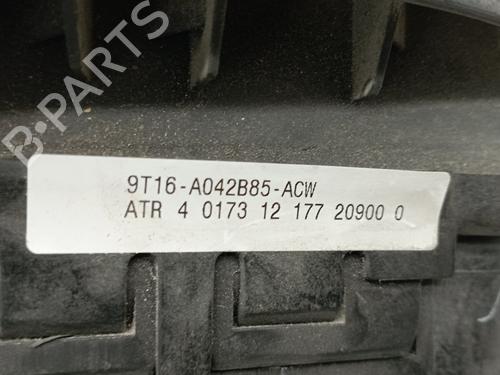 B-PARTS
9T16-A042B85-ACW
ATR 4 0173 12 177 20900 0